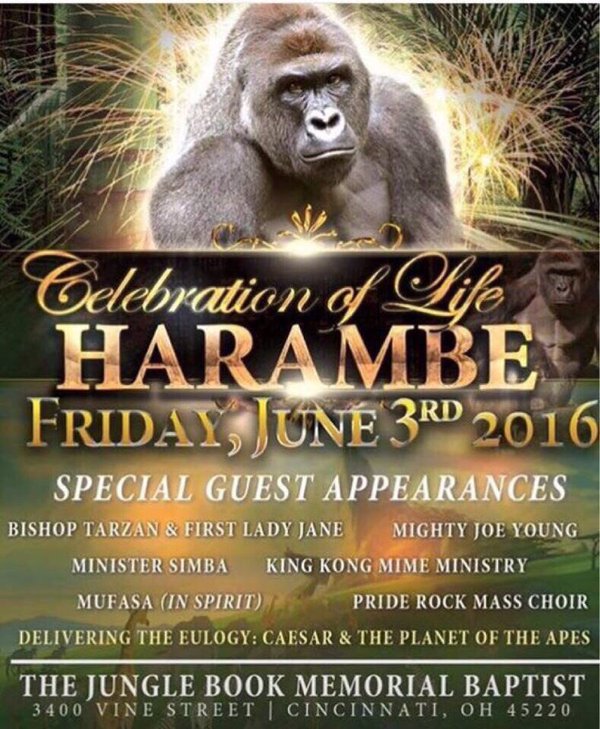 Celebration of Life
HARAMBE
FRIDAY, JUNE 3RD 2016
SPECIAL GUEST APPEARANCES
BISHOP TARZAN & FIRST LADY JANE MIGHTY JOE YOUNG
MINISTER SIMBA KING KONG MIME MINISTRY
MUFASA (IN SPIRIT) PRIDE ROCK MASS CHOIR
DELIVERING THE EULOGY: CAESAR & THE PLANET OF THE APES
THE JUNGLE BOOK MEMORIAL BAPTIST
3400 VINE STREET | CINCINNATI, OH 45220